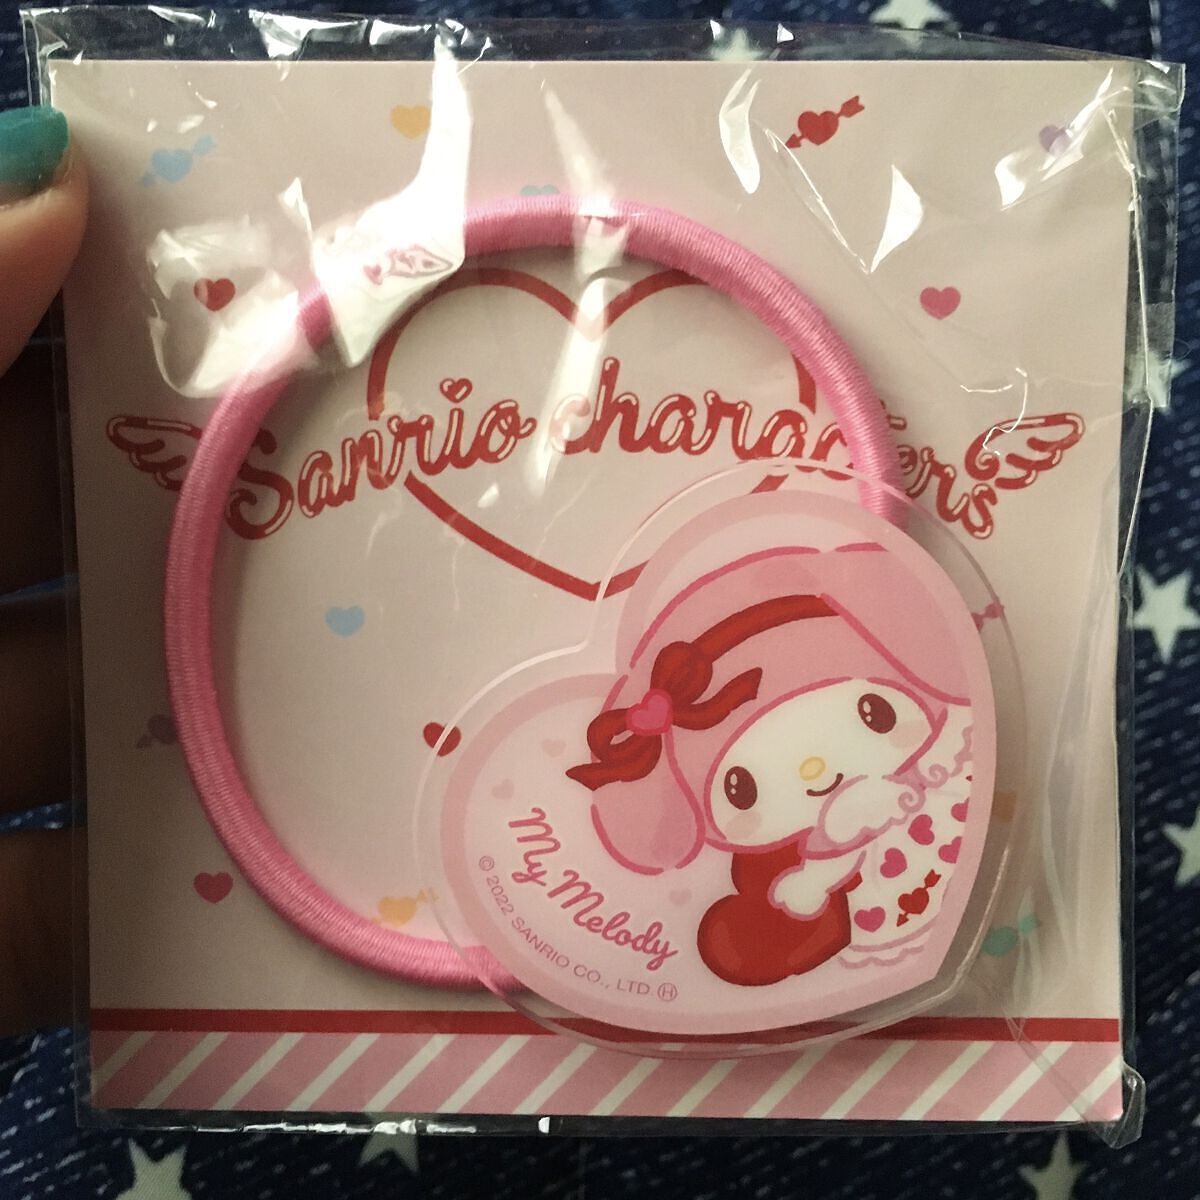 Sanrio characters
My Melody
© 2022 SANRIO CO., LTD. Ⓗ